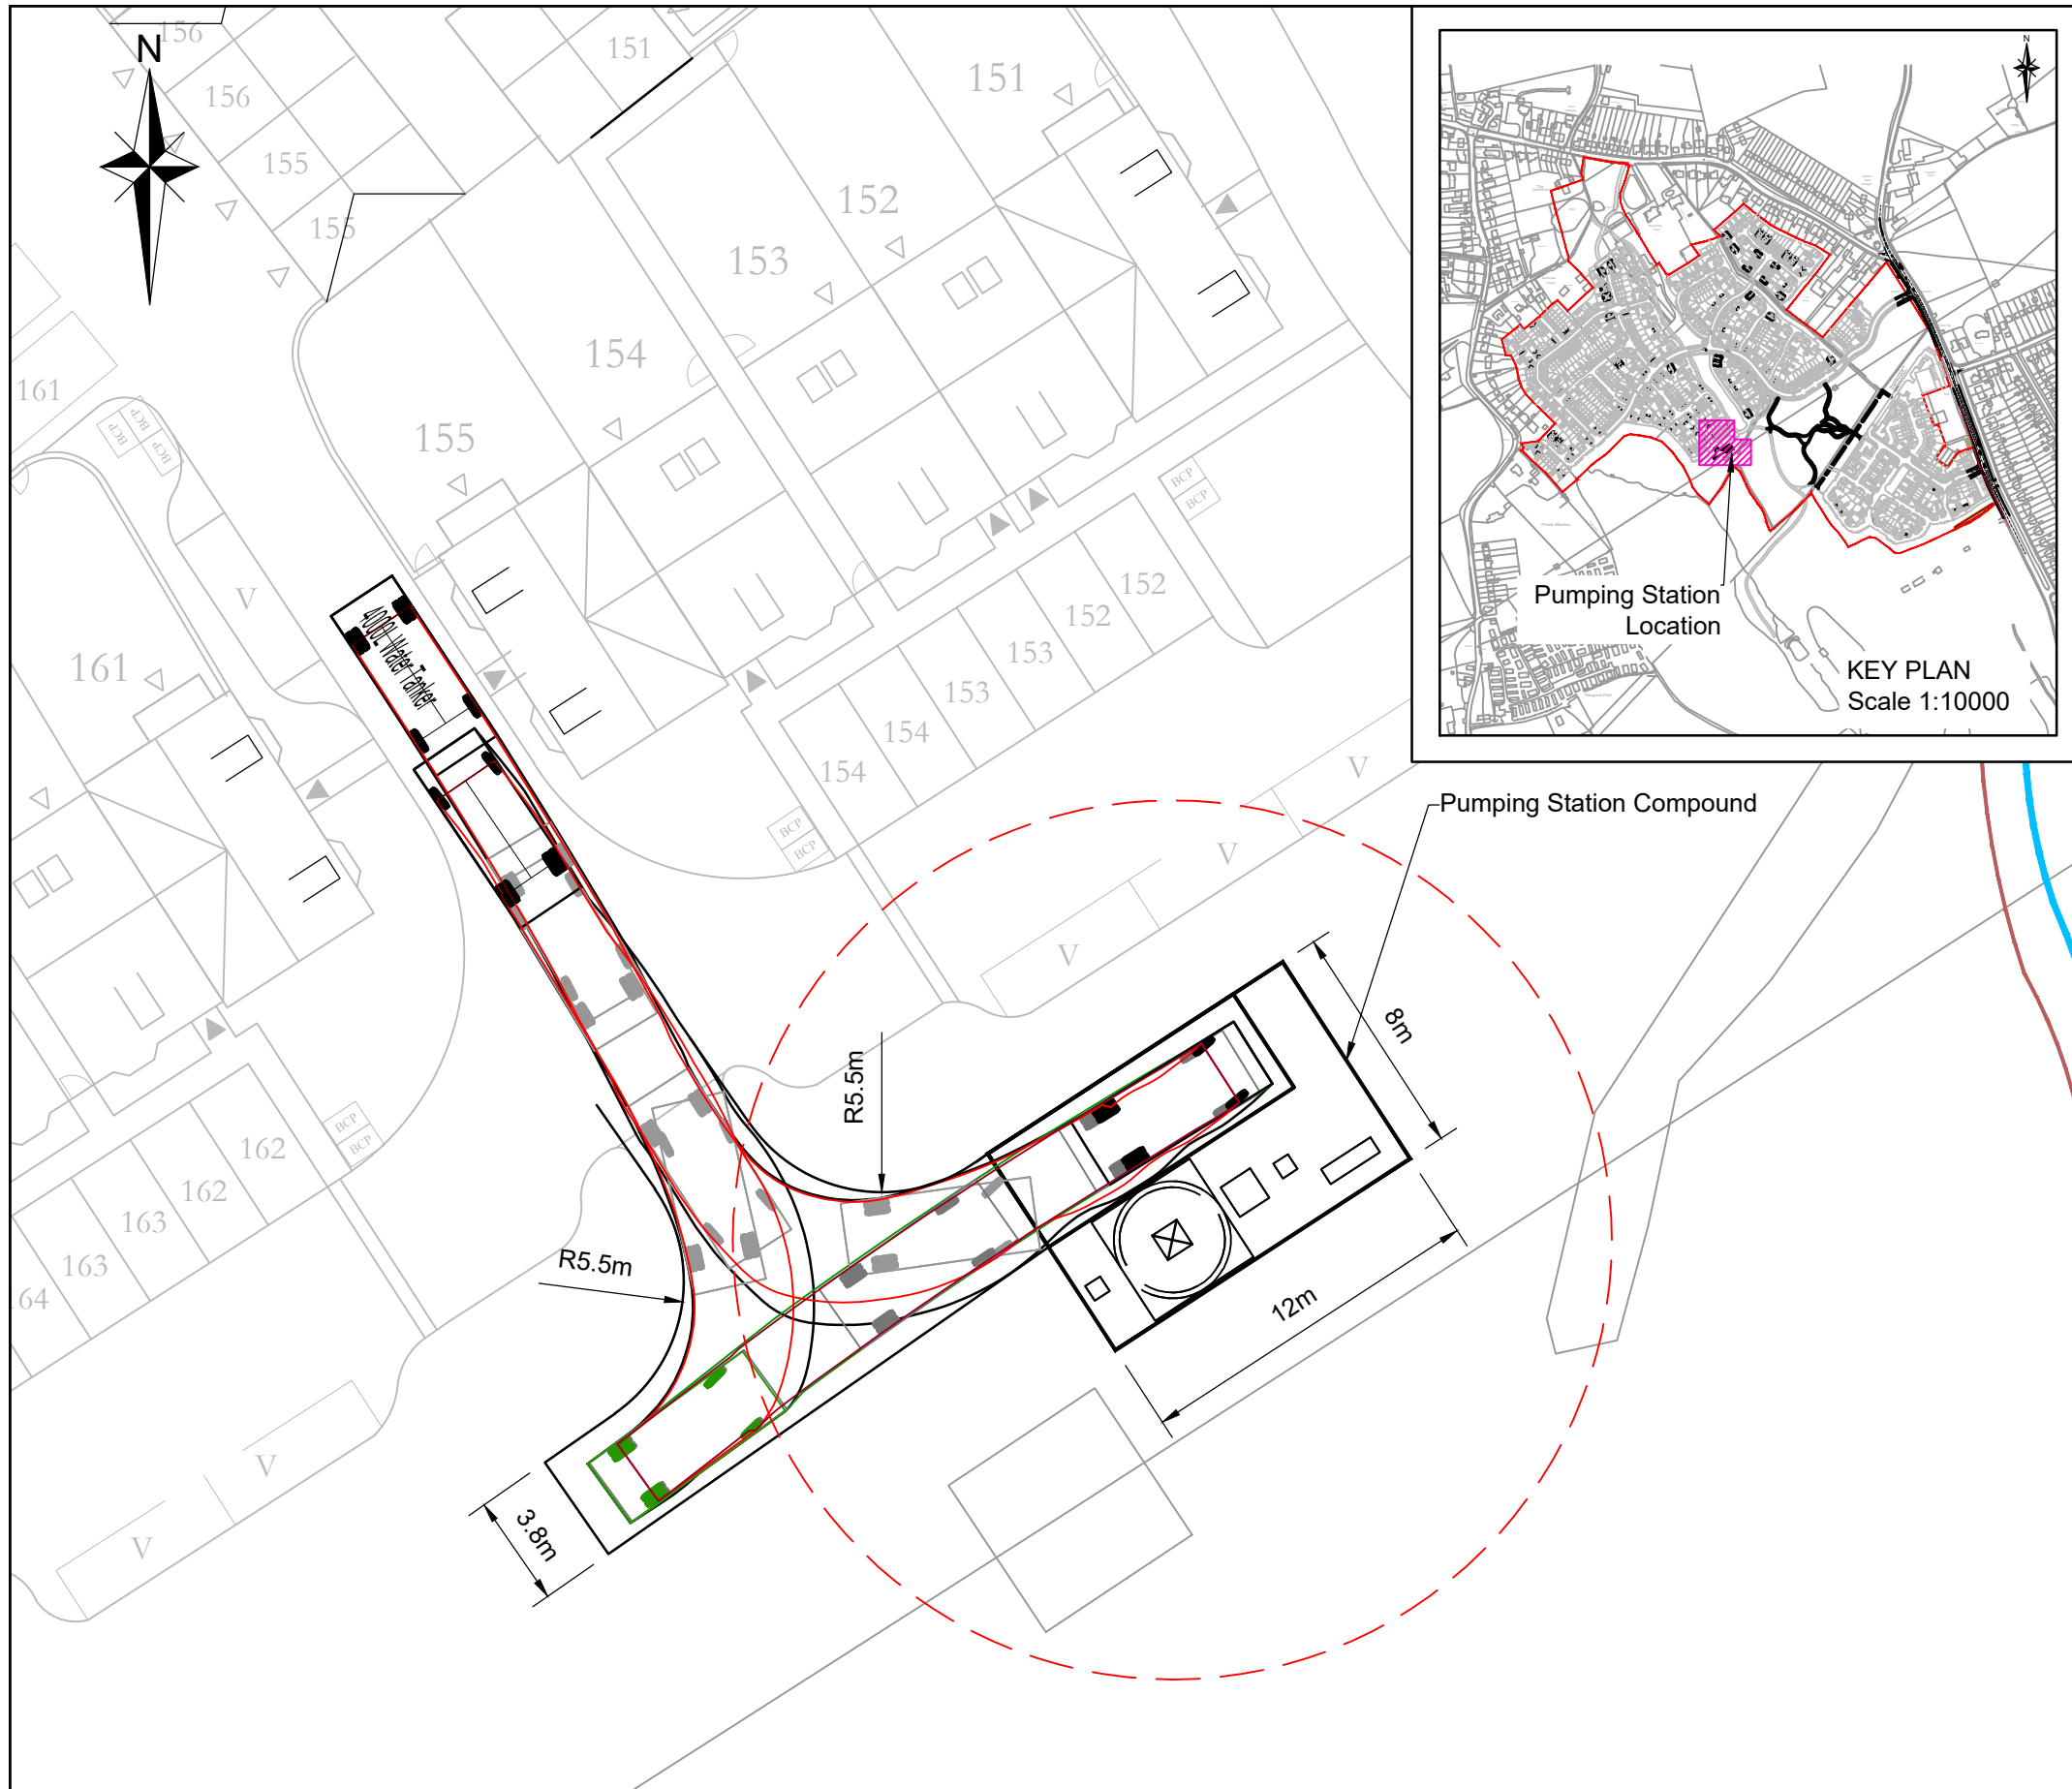 N
156
156
155
155
151
151
152
153
154
155
161
BCP
BCP
BCP
V
161
4000L Water Tanker
BCP
BCP
152
152
153
153
154
154
BCP
BCP
V
V
V
162
162
163
163
64
BCP
BCP
V
V
R5.5m
R5.5m
8m
12m
3.8m
Pumping Station Compound
N
Pumping Station
Location
KEY PLAN
Scale 1:10000